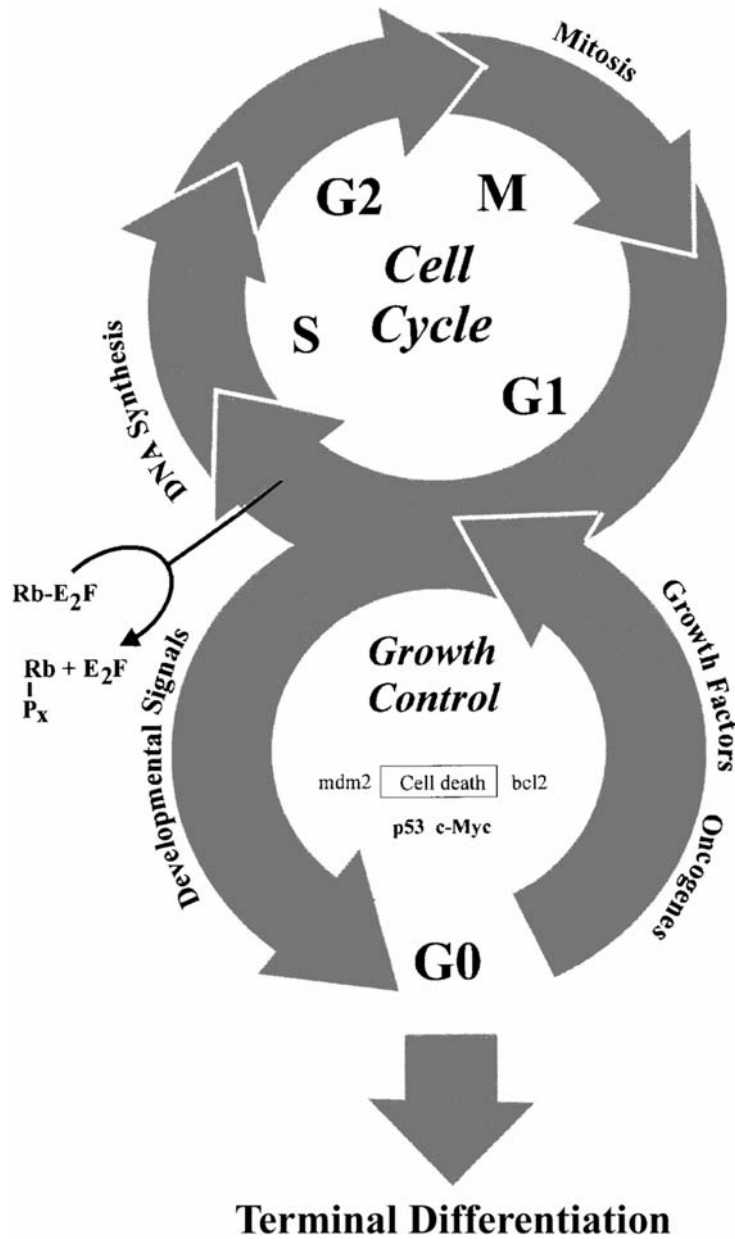 Mitosis
G2
M
Cell
Cycle
S
G1
DNA Synthesis
Rb-E₂F
Rb + E₂F
Pₓ
Developmental Signals
Growth
Control
Growth Factors
mdm2
Cell death
bcl2
p53 c-Myc
Oncogenes
G0
Terminal Differentiation